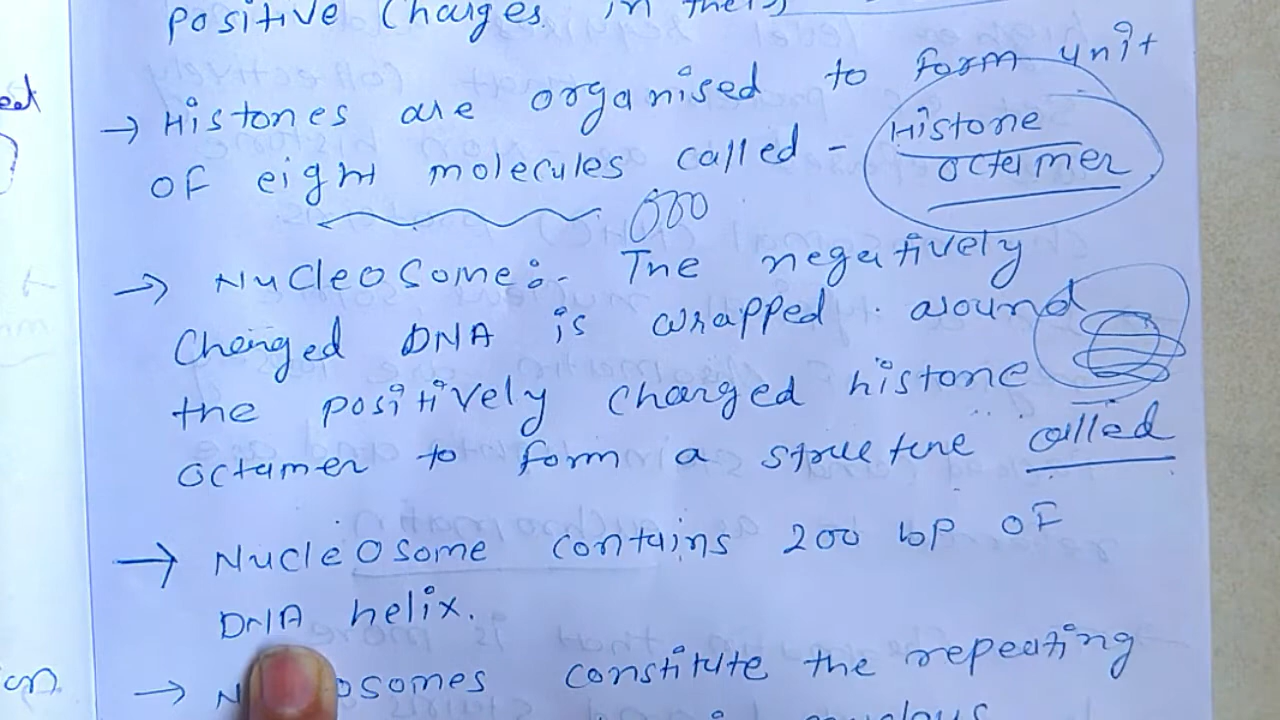 positive charges in their
→ Histones are organised to form unit
of eight molecules called - Histone octamer
→ Nucleosome:- The negatively
charged DNA is wrapped around
the positively charged histone
octamer to form a structure called
→ Nucleosome contains 200 bp of
DNA helix.
→ osomes constitute the repeating